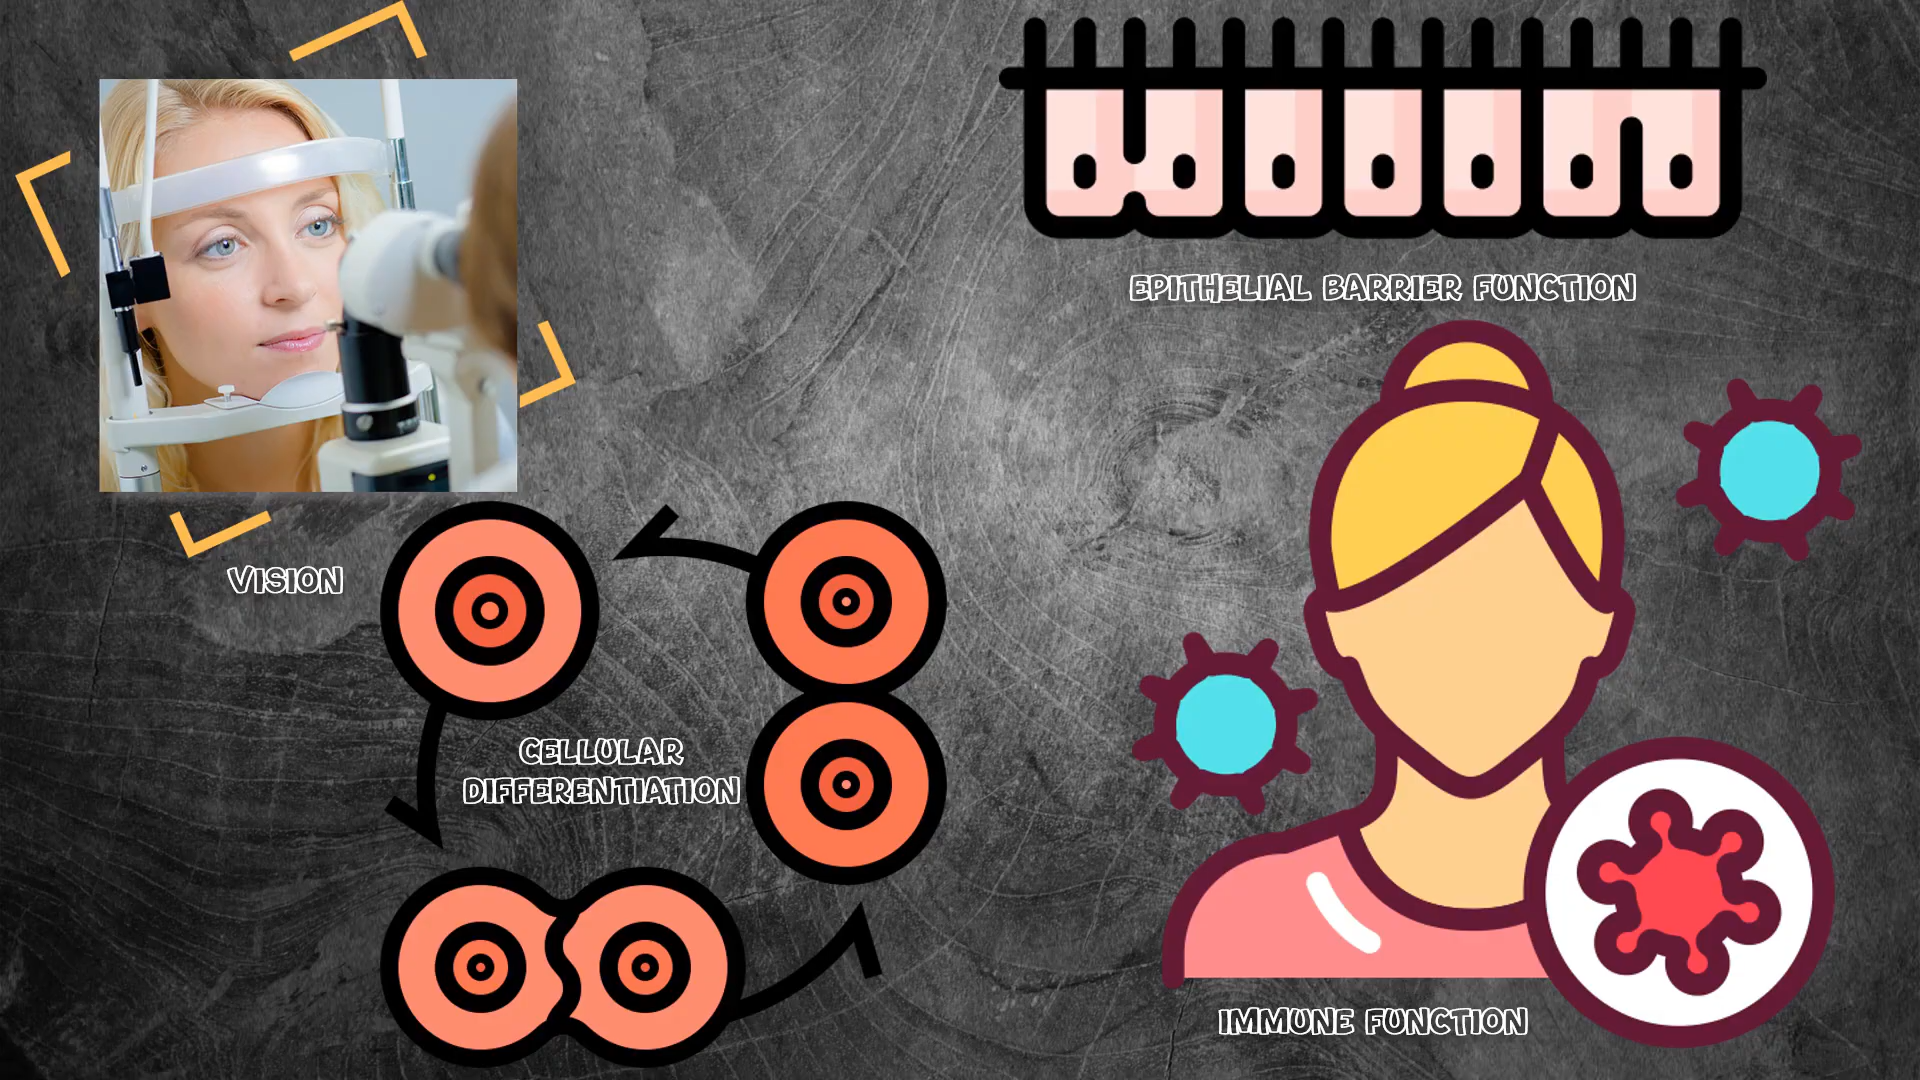 EPITHELIAL BARRIER FUNCTION
VISION
CELLULAR
DIFFERENTIATION
IMMUNE FUNCTION